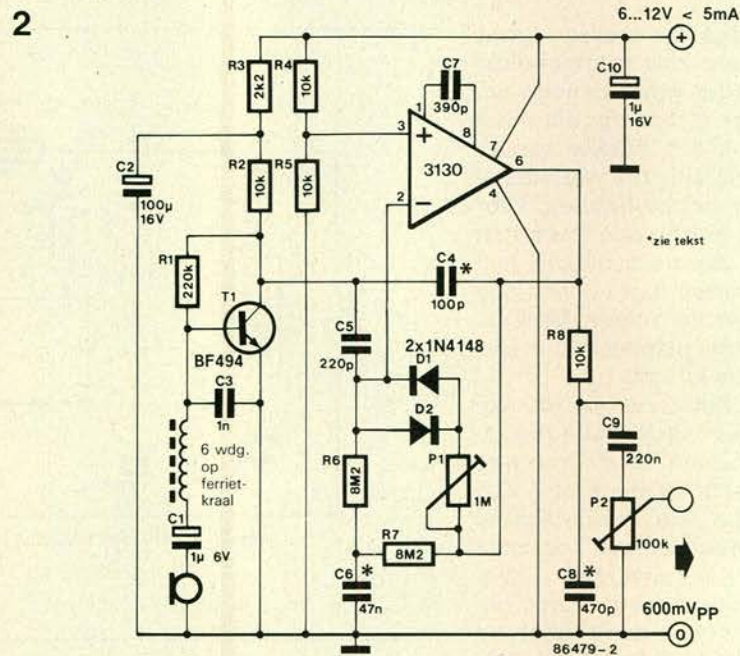 2
6...12V < 5mA
R3
2k2
R4
10k
C7
390p
C10
1µ
16V
1
8
3
+
7
3130
6
2
−
4
C2
100µ
16V
R2
10k
R5
10k
*zie tekst
R1
220k
C4
*
100p
T1
BF494
C5
220p
2x1N4148
D1
D2
R8
10k
C3
1n
6 wdg.
op
ferriet-
kraal
R6
8M2
P1
1M
C9
220n
P2
100k
C1
1µ 6V
R7
8M2
C6
*
47n
C8
*
470p
600mVPP
0
86479-2